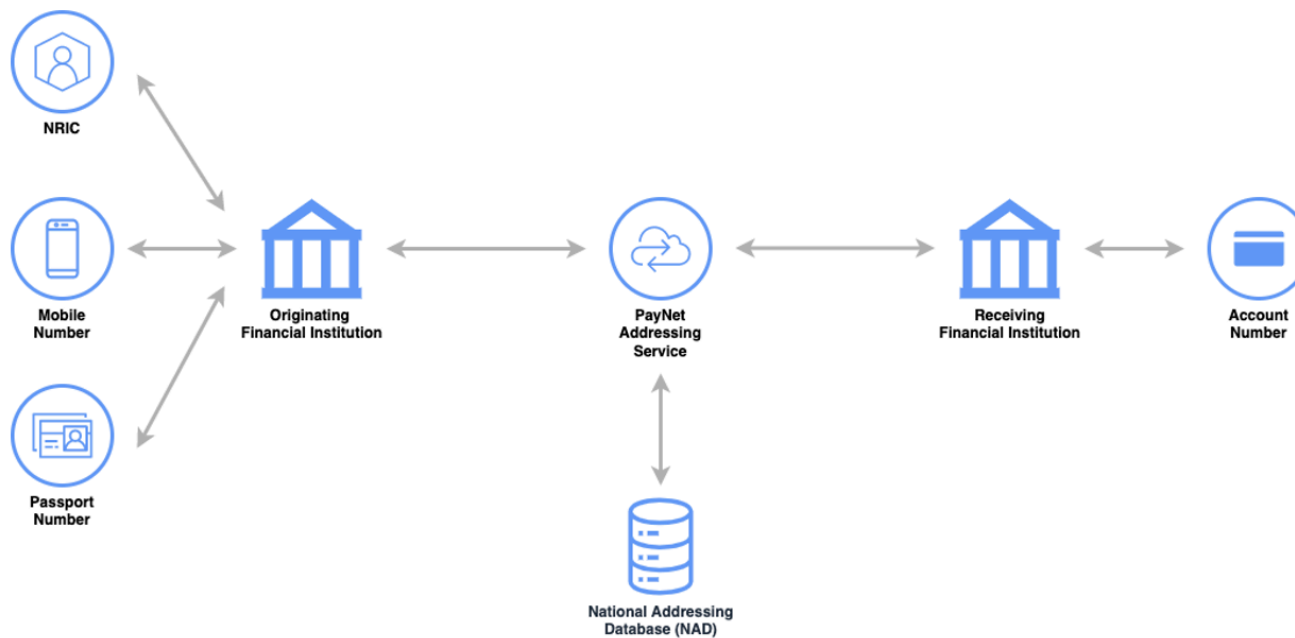 NRIC
Mobile
Number
Originating
Financial Institution
PayNet
Addressing
Service
Receiving
Financial Institution
Account
Number
Passport
Number
National Addressing
Database (NAD)